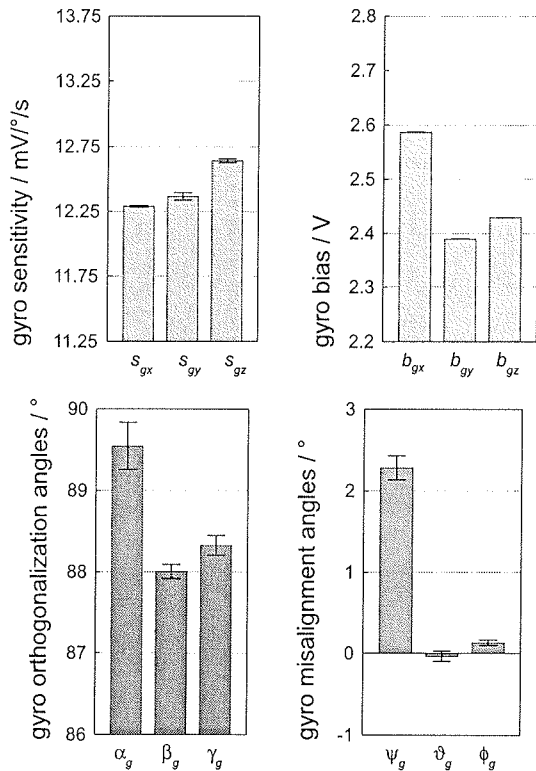 gyro sensitivity / mV/°/s
13.75
13.25
12.75
12.25
11.75
11.25
s_gx s_gy s_gz
gyro bias / V
2.8
2.7
2.6
2.5
2.4
2.3
2.2
b_gx b_gy b_gz
gyro orthogonalization angles / °
90
89
88
87
86
α_g β_g γ_g
gyro misalignment angles / °
3
2
1
0
-1
ψ_g ϑ_g ϕ_g